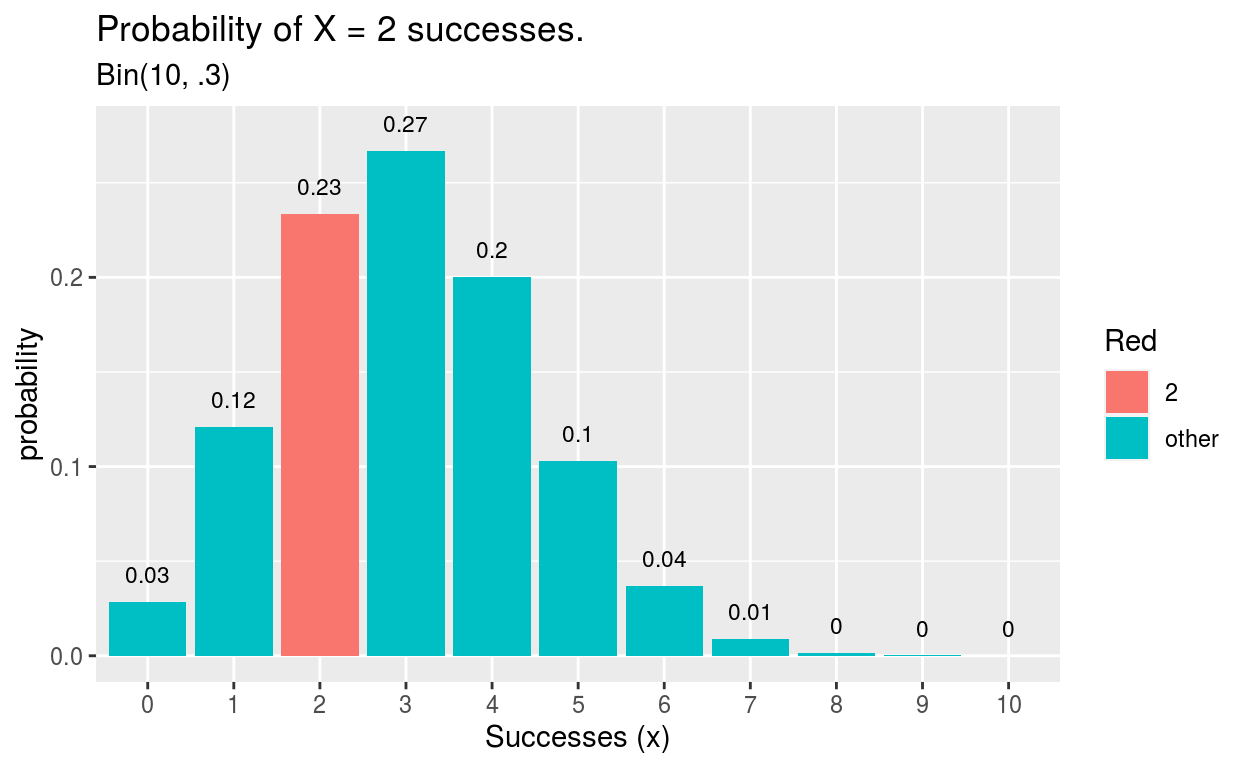 Probability of X = 2 successes.
Bin(10, .3)
0.27
0.23
0.2
0.12
0.1
0.03
0.04
0.01
0
0
0
0.2
0.1
0.0
probability
0 1 2 3 4 5 6 7 8 9 10
Successes (x)
Red
2
other